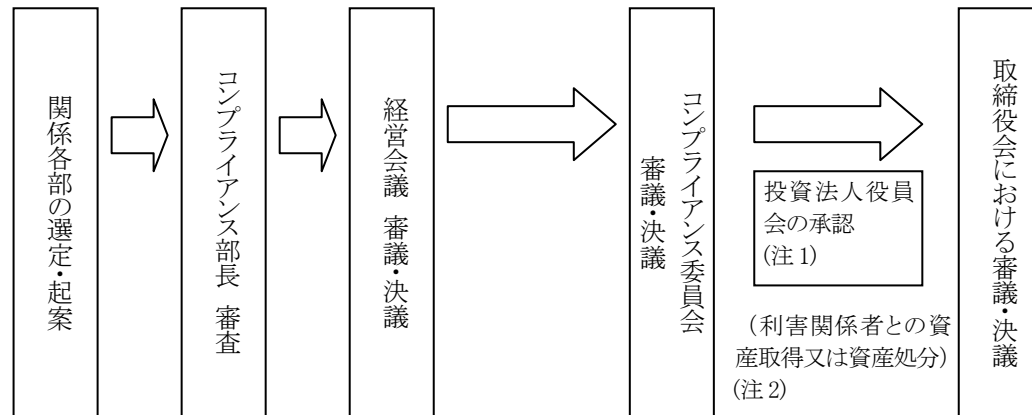 関係各部の選定・起案
コンプライアンス部長 審査
経営会議 審議・決議
コンプライアンス委員会
審議・決議
投資法人役員
会の承認
(注 1)
(利害関係者との資
産取得又は資産処分)
(注 2)
取締役会における審議・決議